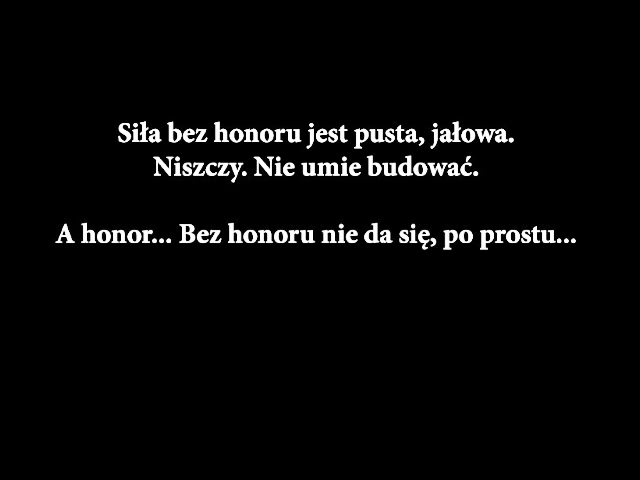 Siła bez honoru jest pusta, jałowa.
Niszczy. Nie umie budować.
A honor... Bez honoru nie da się, po prostu...